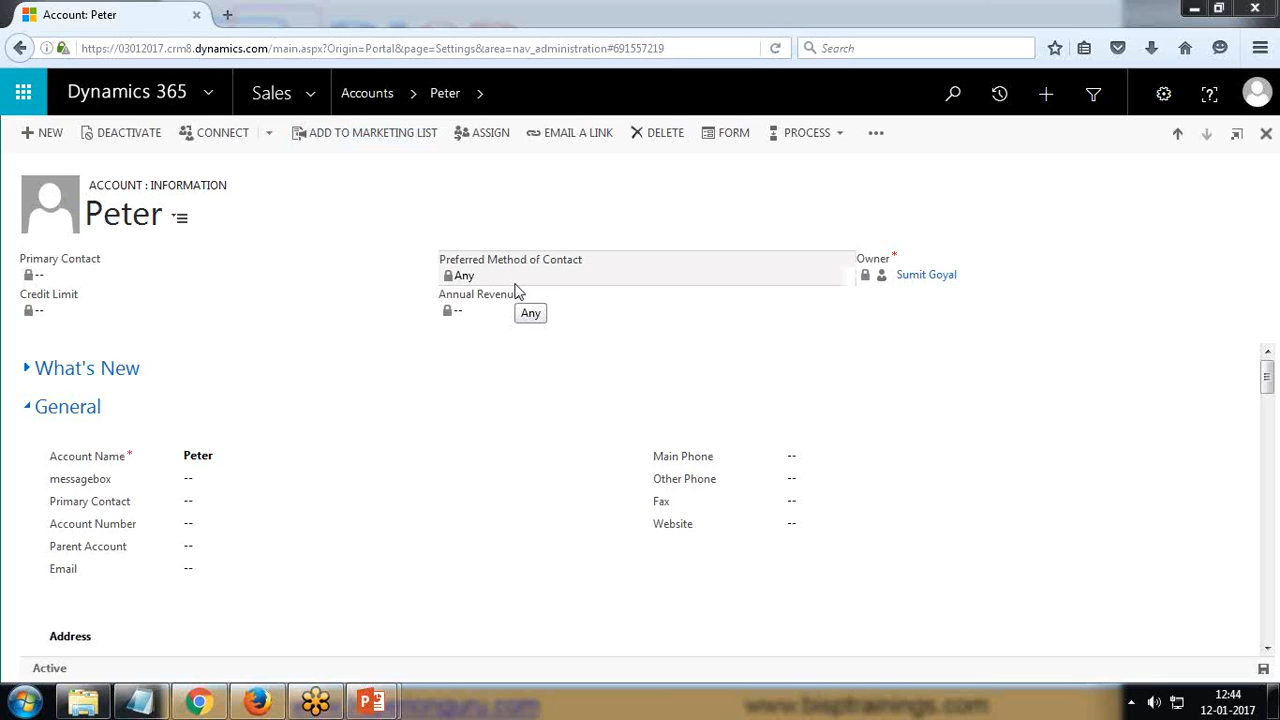 Account: Peter
https://03012017.crm8.dynamics.com/main.aspx?Origin=Portal&page=Settings&area=nav_administration#691557219
Search
Dynamics 365
Sales
Accounts
Peter
NEW
DEACTIVATE
CONNECT
ADD TO MARKETING LIST
ASSIGN
EMAIL A LINK
DELETE
FORM
PROCESS
ACCOUNT : INFORMATION
Peter
Primary Contact
--
Preferred Method of Contact
Any
Owner *
Sumit Goyal
Credit Limit
--
Annual Revenu
--
Any
What's New
General
Account Name * Peter
Main Phone --
messagebox --
Other Phone --
Primary Contact --
Fax --
Account Number --
Website --
Parent Account --
Email --
Address
Active
www.bisptrainings.com
12:44
12-01-2017